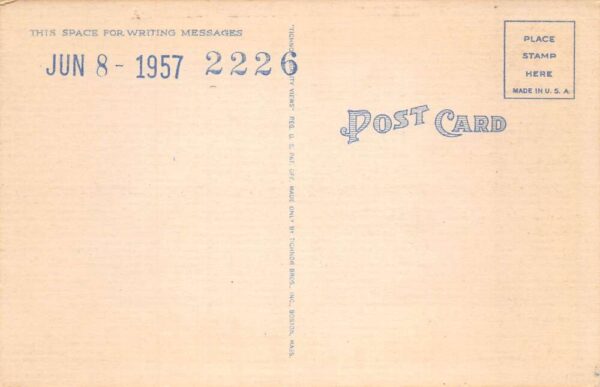 THIS SPACE FOR WRITING MESSAGES
JUN 8 - 1957 2226
"TICHNOR QUALITY VIEWS" REG. U. S. PAT. OFF. MADE ONLY BY TICHNOR BROS., INC., BOSTON, MASS.
POST CARD
PLACE
STAMP
HERE
MADE IN U. S. A.